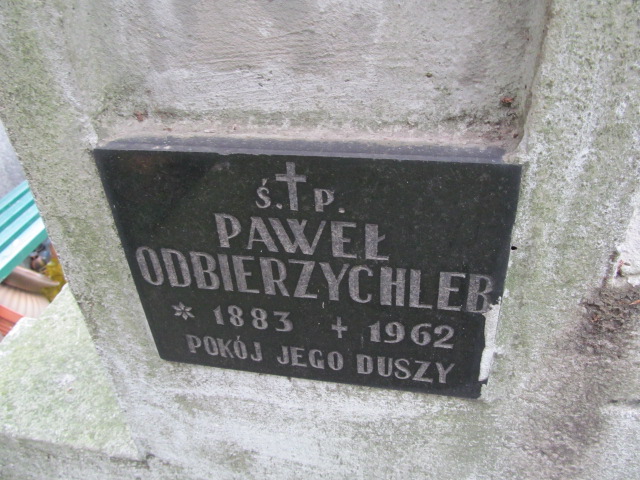 Ś.†P.
PAWEŁ
ODBIERZYCHLEB
* 1883 + 1962
POKÓJ JEGO DUSZY